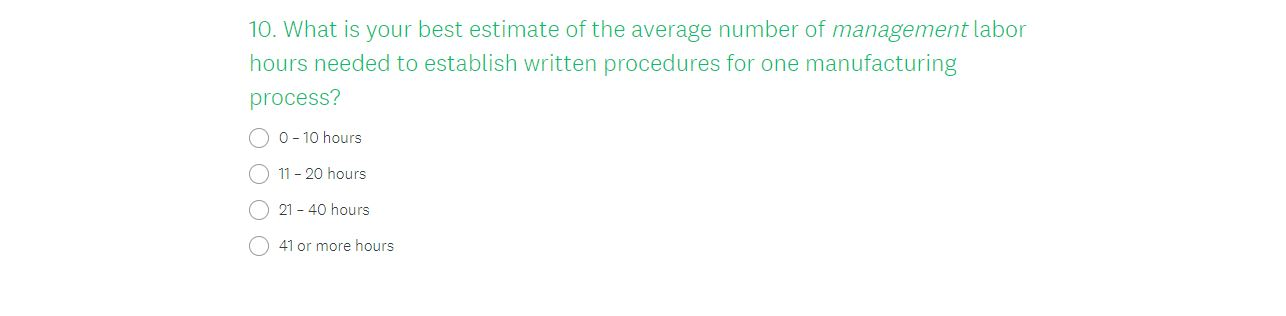 10. What is your best estimate of the average number of management labor
hours needed to establish written procedures for one manufacturing
process?
0 – 10 hours
11 – 20 hours
21 – 40 hours
41 or more hours